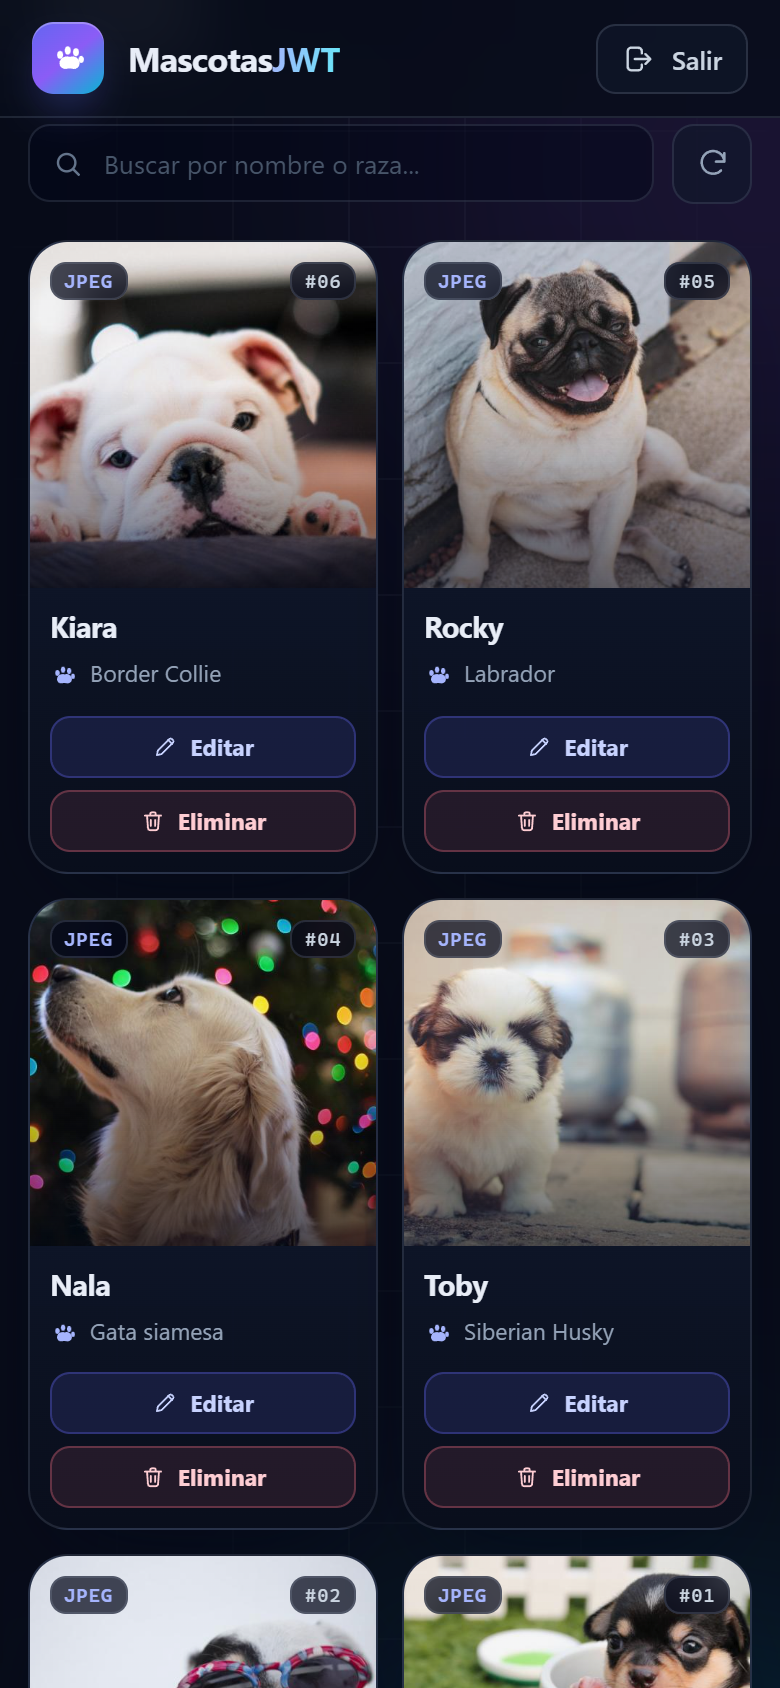 MascotasJWT
Salir
Buscar por nombre o raza...
JPEG #06
JPEG #05
Kiara
Border Collie
Editar
Eliminar
Rocky
Labrador
Editar
Eliminar
JPEG #04
JPEG #03
Nala
Gata siamesa
Editar
Eliminar
Toby
Siberian Husky
Editar
Eliminar
JPEG #02
JPEG #01